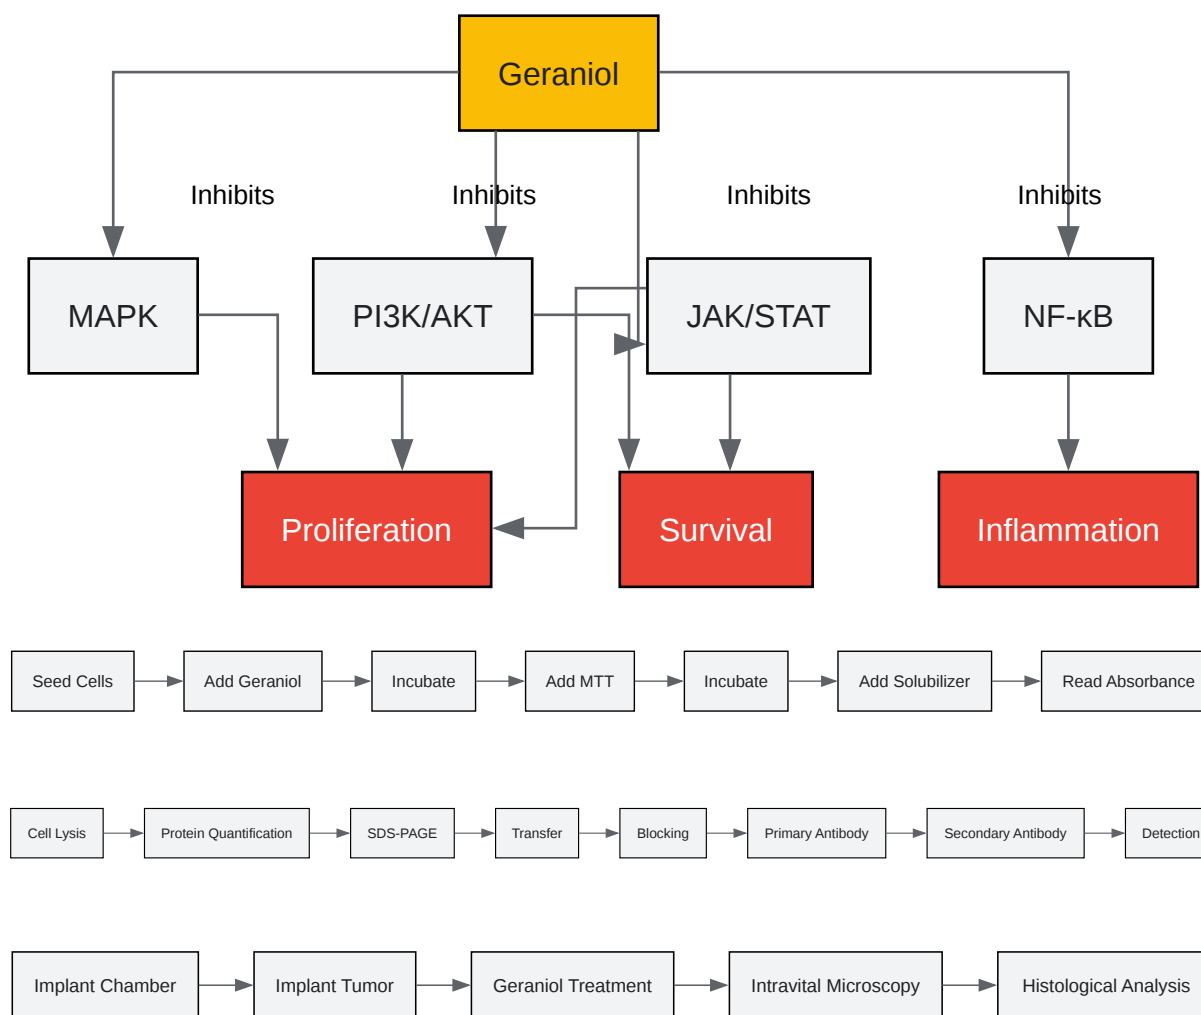 Geraniol
Inhibits Inhibits Inhibits Inhibits
MAPK PI3K/AKT JAK/STAT NF-κB
Proliferation Survival Inflammation
Seed Cells Add Geraniol Incubate Add MTT Incubate Add Solubilizer Read Absorbance
Cell Lysis Protein Quantification SDS-PAGE Transfer Blocking Primary Antibody Secondary Antibody Detection
Implant Chamber Implant Tumor Geraniol Treatment Intravital Microscopy Histological Analysis